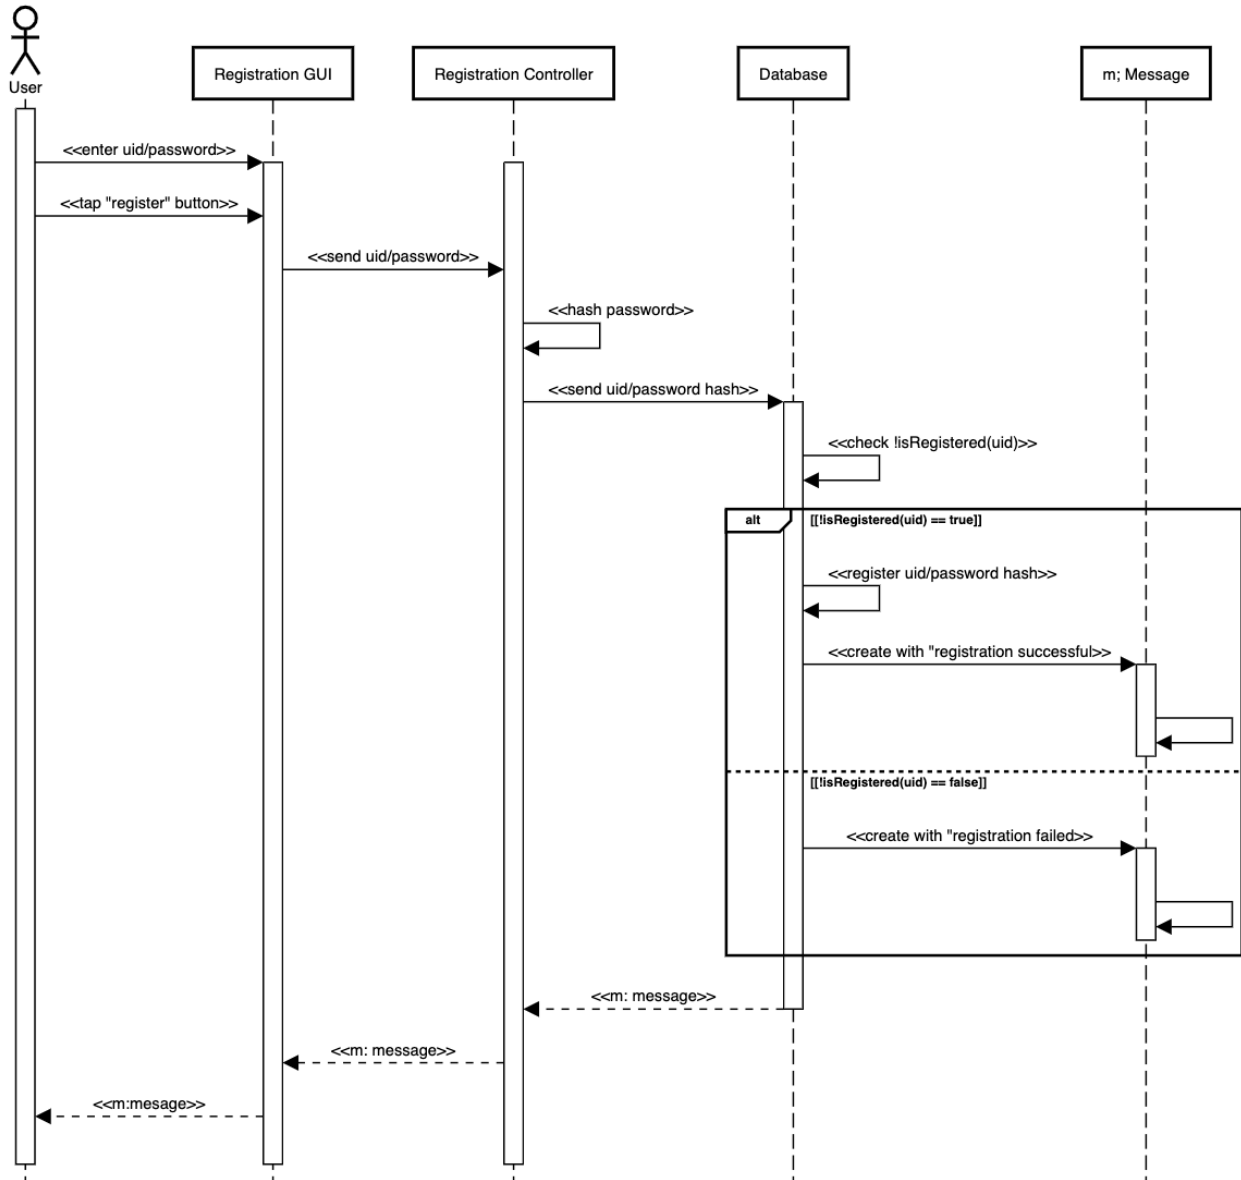 User
Registration GUI
Registration Controller
Database
m; Message
<<enter uid/password>>
<<tap "register" button>>
<<send uid/password>>
<<hash password>>
<<send uid/password hash>>
<<check !isRegistered(uid)>>
alt
[[!isRegistered(uid) == true]]
<<register uid/password hash>>
<<create with "registration successful>>
[[!isRegistered(uid) == false]]
<<create with "registration failed>>
<<m: message>>
<<m: message>>
<<m:mesage>>